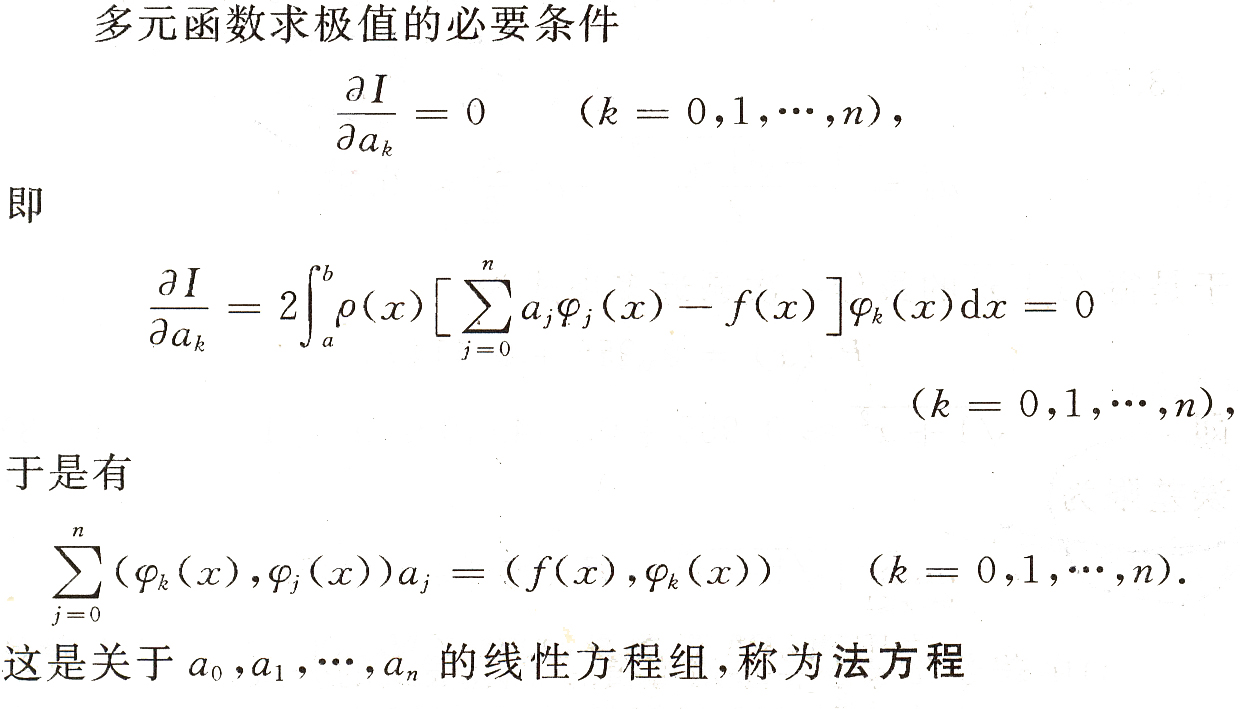 多元函数求极值的必要条件
∂I/∂a_k = 0 (k = 0,1,⋯,n),
即
∂I/∂a_k = 2∫_a^b ρ(x)[∑_{j=0}^n a_jφ_j(x) − f(x)]φ_k(x)dx = 0
(k = 0,1,⋯,n),
于是有
∑_{j=0}^n (φ_k(x),φ_j(x))a_j = (f(x),φ_k(x)) (k = 0,1,⋯,n).
这是关于 a_0,a_1,⋯,a_n 的线性方程组,称为法方程